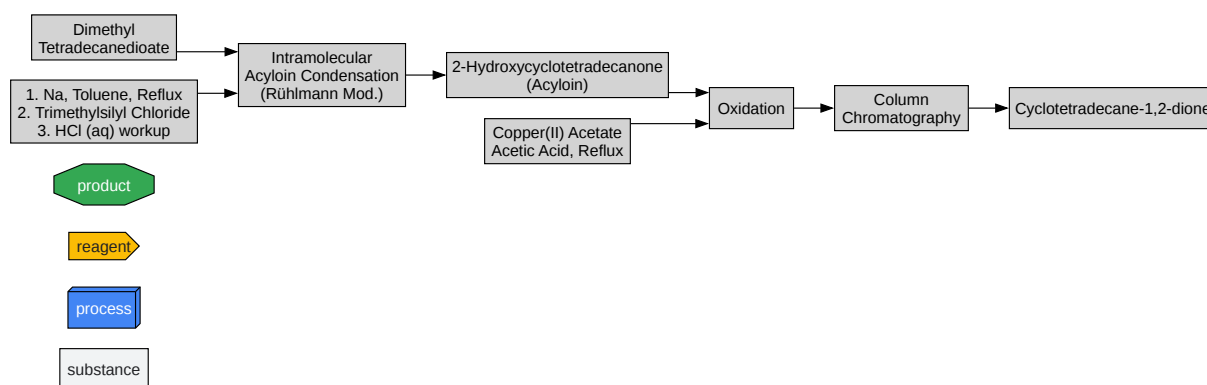 Dimethyl
Tetradecanedioate
1. Na, Toluene, Reflux
2. Trimethylsilyl Chloride
3. HCl (aq) workup
Intramolecular
Acyloin Condensation
(Rühlmann Mod.)
2-Hydroxycyclotetradecanone
(Acyloin)
Copper(II) Acetate
Acetic Acid, Reflux
Oxidation
Column
Chromatography
Cyclotetradecane-1,2-dione
product
reagent
process
substance